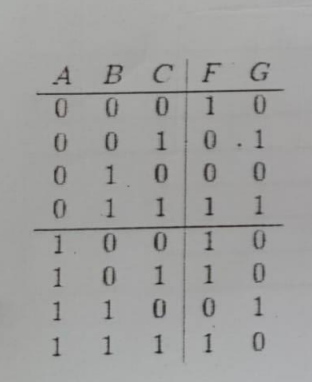 A B C F G
0 0 0 1 0
0 0 1 0 1
0 1 0 0 0
0 1 1 1 1
1 0 0 1 0
1 0 1 1 0
1 1 0 0 1
1 1 1 1 0